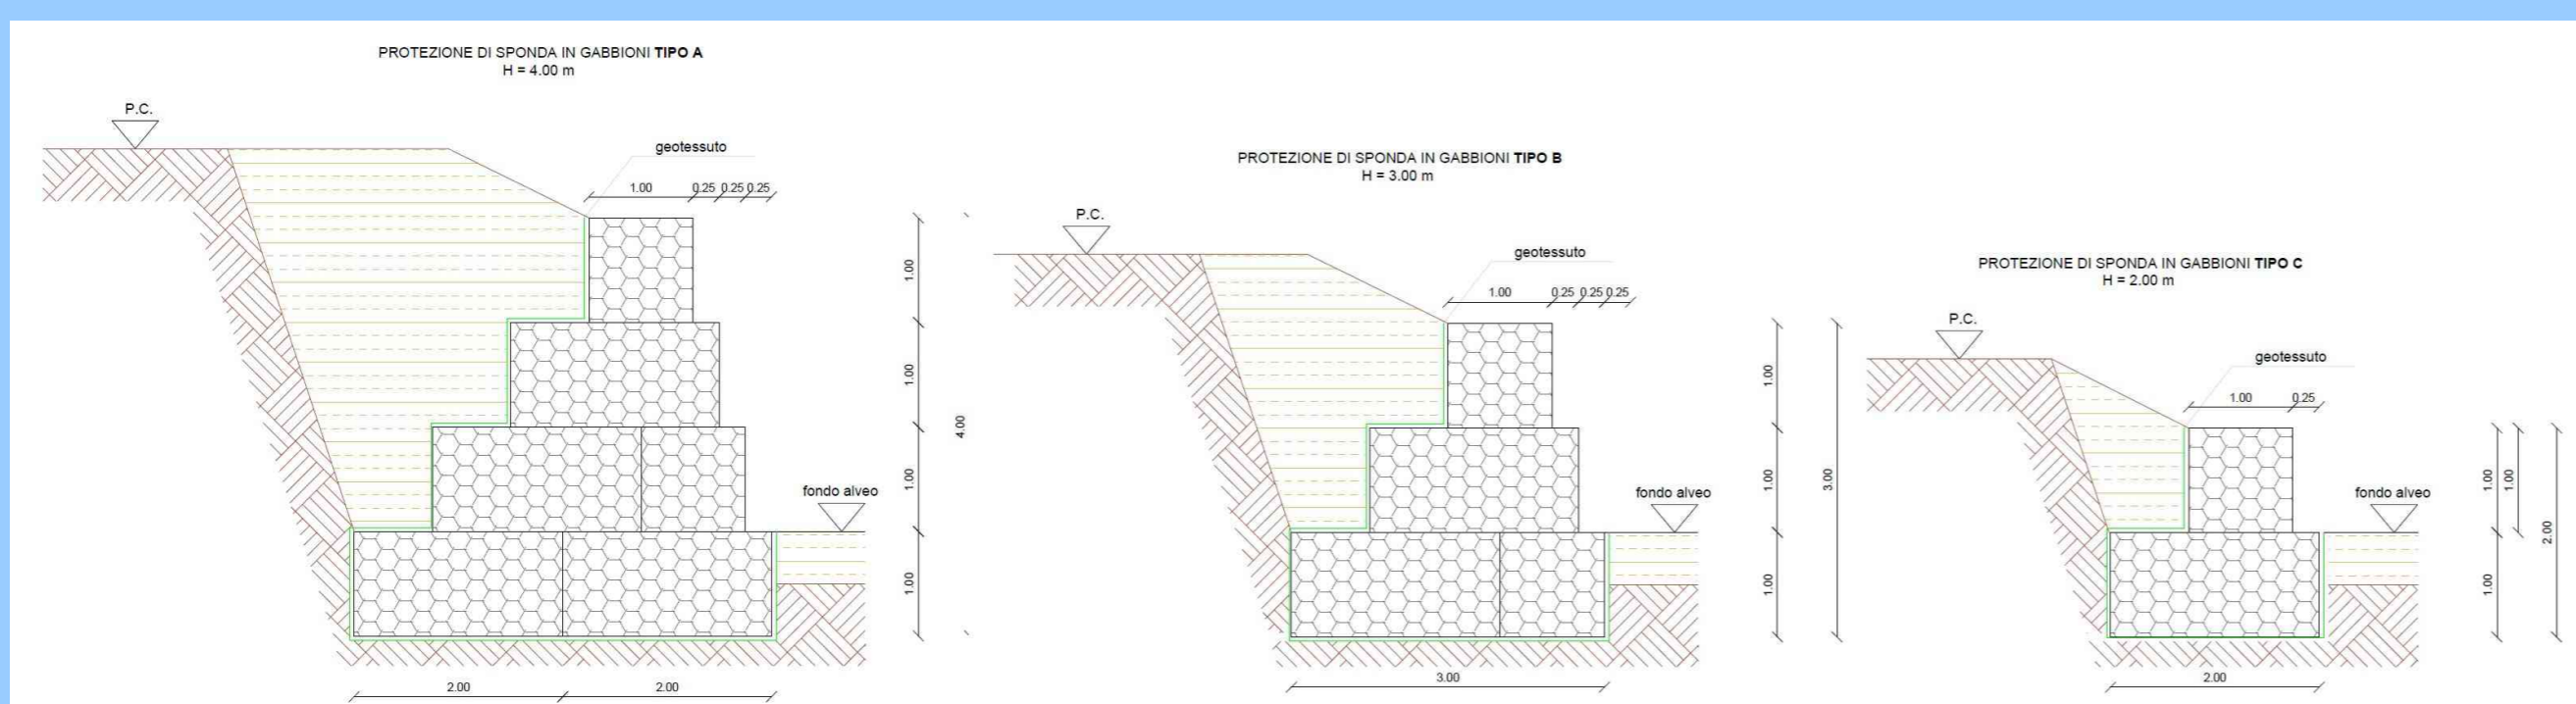 PROTEZIONE DI SPONDA IN GABBIONI TIPO A
H = 4.00 m
P.C.
geotessuto
1.00 0.25 0.25 0.25
1.00
1.00
1.00
1.00
4.00
fondo alveo
2.00 2.00
PROTEZIONE DI SPONDA IN GABBIONI TIPO B
H = 3.00 m
P.C.
geotessuto
1.00 0.25 0.25 0.25
1.00
1.00
1.00
3.00
fondo alveo
3.00
PROTEZIONE DI SPONDA IN GABBIONI TIPO C
H = 2.00 m
P.C.
geotessuto
1.00 0.25
fondo alveo
1.00
1.00
1.00
2.00
2.00